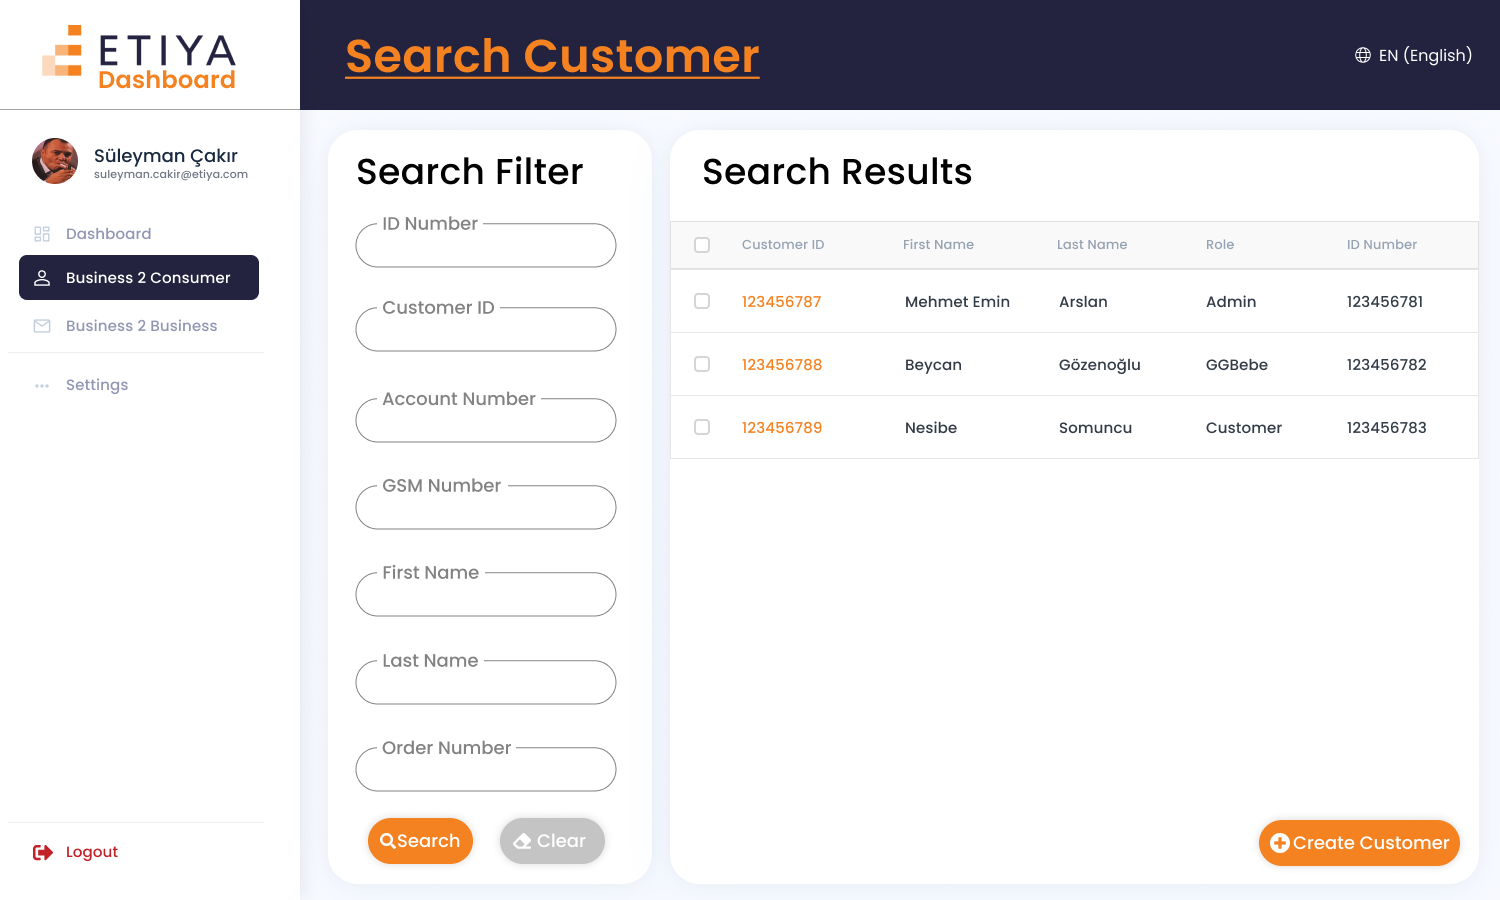 ETIYA
Dashboard
Search Customer
EN (English)
Süleyman Çakır
suleyman.cakir@etiya.com
Dashboard
Business 2 Consumer
Business 2 Business
Settings
Logout
Search Filter
ID Number
Customer ID
Account Number
GSM Number
First Name
Last Name
Order Number
Search
Clear
Search Results
Customer ID First Name Last Name Role ID Number
123456787 Mehmet Emin Arslan Admin 123456781
123456788 Beycan Gözenoğlu GGBebe 123456782
123456789 Nesibe Somuncu Customer 123456783
Create Customer